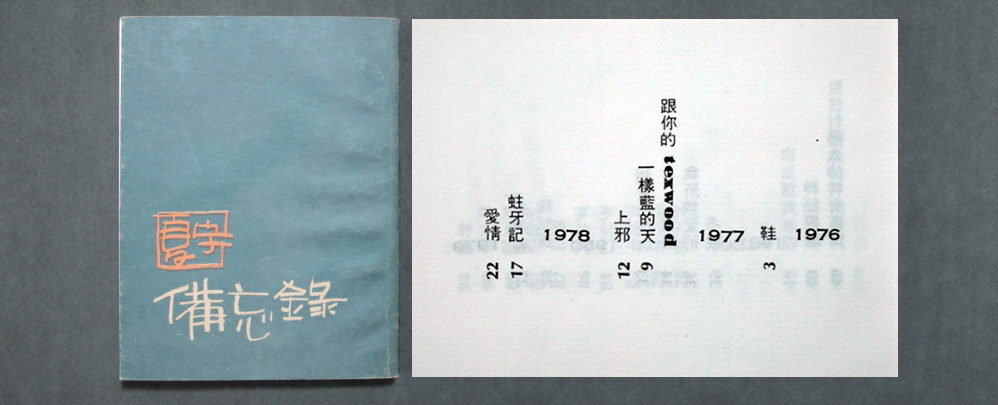 夏宇
備忘錄
1976
鞋 3
1977
跟你的 texwood
一樣藍的天 9
上邪 12
1978
蛀牙記 17
愛情 22